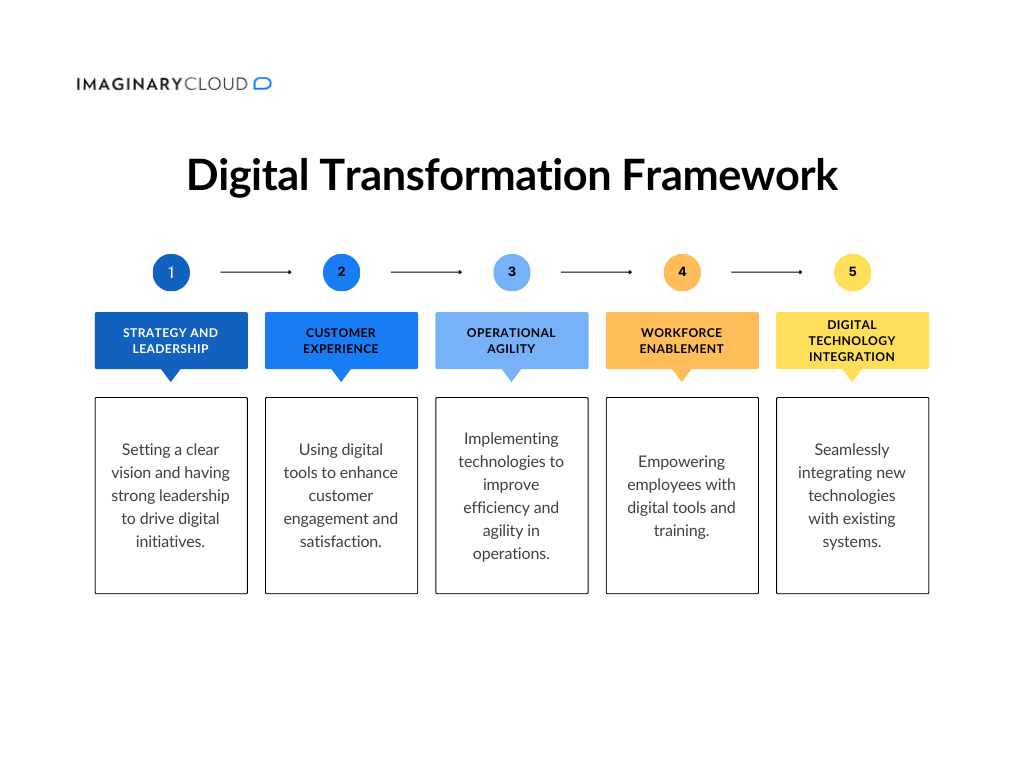 IMAGINARYCLOUD
Digital Transformation Framework
1
2
3
4
5
STRATEGY AND
LEADERSHIP
CUSTOMER
EXPERIENCE
OPERATIONAL
AGILITY
WORKFORCE
ENABLEMENT
DIGITAL
TECHNOLOGY
INTEGRATION
Setting a clear
vision and having
strong leadership
to drive digital
initiatives.
Using digital
tools to enhance
customer
engagement and
satisfaction.
Implementing
technologies to
improve
efficiency and
agility in
operations.
Empowering
employees with
digital tools and
training.
Seamlessly
integrating new
technologies
with existing
systems.